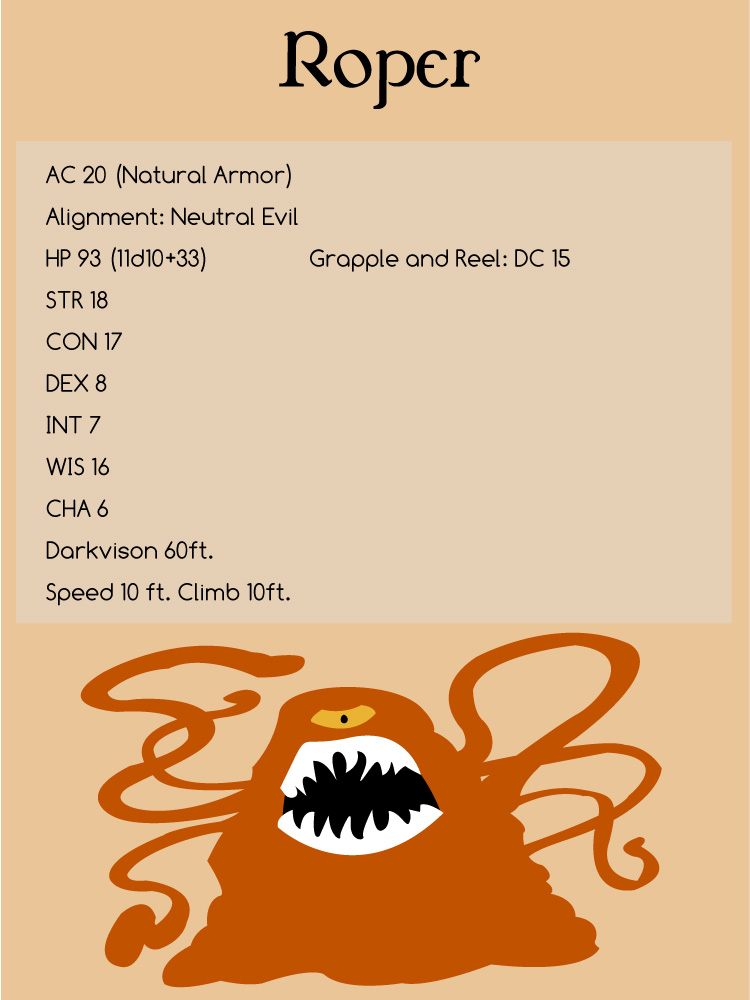 Roper
AC 20 (Natural Armor)
Alignment: Neutral Evil
HP 93 (11d10+33) Grapple and Reel: DC 15
STR 18
CON 17
DEX 8
INT 7
WIS 16
CHA 6
Darkvison 60ft.
Speed 10 ft. Climb 10ft.